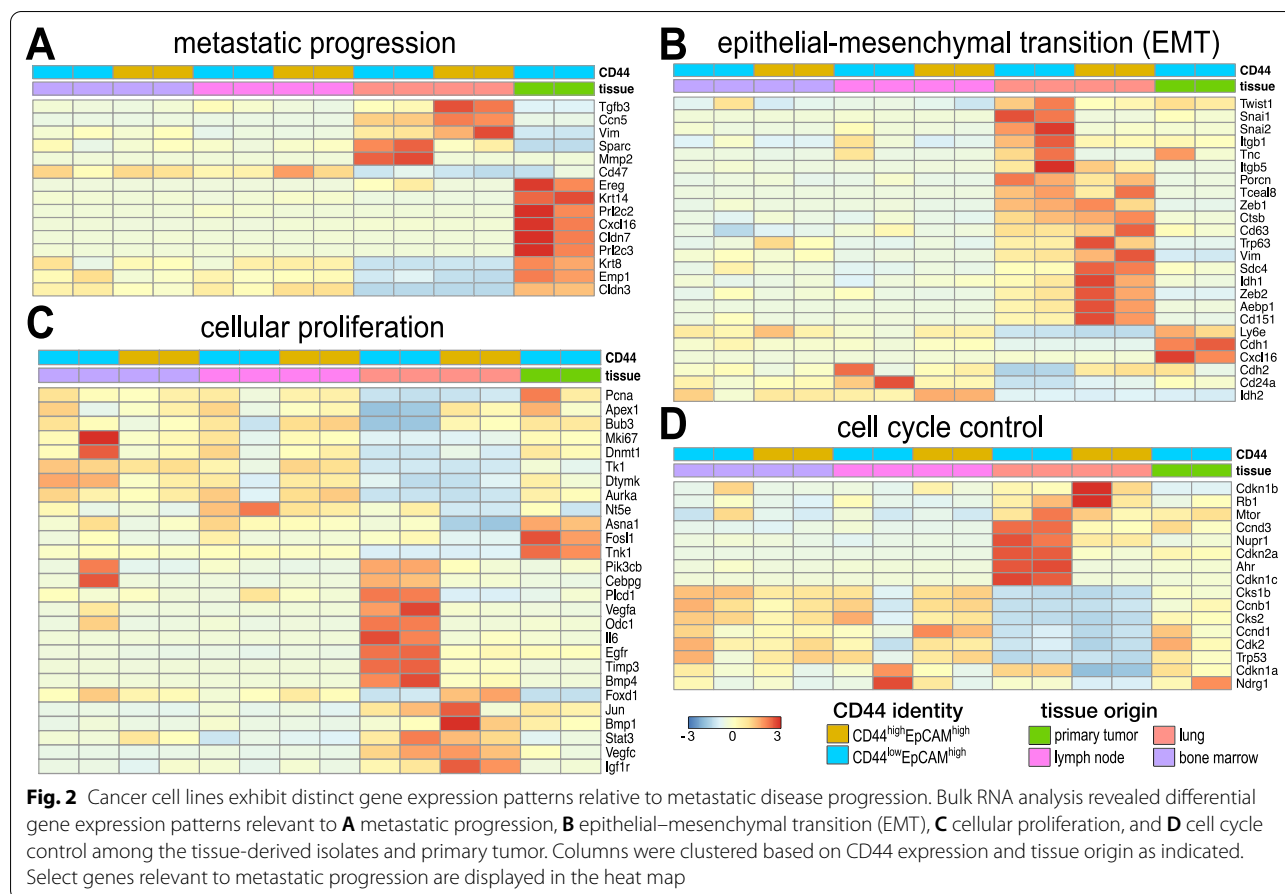 A
metastatic progression
CD44
tissue
Tgfb3
Ccn5
Vim
Sparc
Mmp2
Cd47
Ereg
Krt14
Prl2c2
Cxcl16
Cldn7
Prl2c3
Krt8
Emp1
Cldn3
B
epithelial-mesenchymal transition (EMT)
CD44
tissue
Twist1
Snai1
Snai2
Itgb1
Tnc
Itgb5
Porcn
Tceal8
Zeb1
Ctsb
Cd63
Trp63
Vim
Sdc4
Idh1
Zeb2
Aebp1
Cd151
Ly6e
Cdh1
Cxcl16
Cdh2
Cd24a
Idh2
C
cellular proliferation
CD44
tissue
Pcna
Apex1
Bub3
Mki67
Dnmt1
Tk1
Dtymk
Aurka
Nt5e
Asna1
Fosl1
Tnk1
Pik3cb
Cebpg
Plcd1
Vegfa
Odc1
Il6
Egfr
Timp3
Bmp4
Foxd1
Jun
Bmp1
Stat3
Vegfc
Igf1r
D
cell cycle control
CD44
tissue
Cdkn1b
Rb1
Mtor
Ccnd3
Nupr1
Cdkn2a
Ahr
Cdkn1c
Cks1b
Ccnb1
Cks2
Ccnd1
Cdk2
Trp53
Cdkn1a
Ndrg1
-3 0 3
CD44 identity
CD44highEpCAMhigh
CD44lowEpCAMhigh
tissue origin
primary tumor
lung
lymph node
bone marrow
Fig. 2 Cancer cell lines exhibit distinct gene expression patterns relative to metastatic disease progression. Bulk RNA analysis revealed differential
gene expression patterns relevant to A metastatic progression, B epithelial–mesenchymal transition (EMT), C cellular proliferation, and D cell cycle
control among the tissue-derived isolates and primary tumor. Columns were clustered based on CD44 expression and tissue origin as indicated.
Select genes relevant to metastatic progression are displayed in the heat map